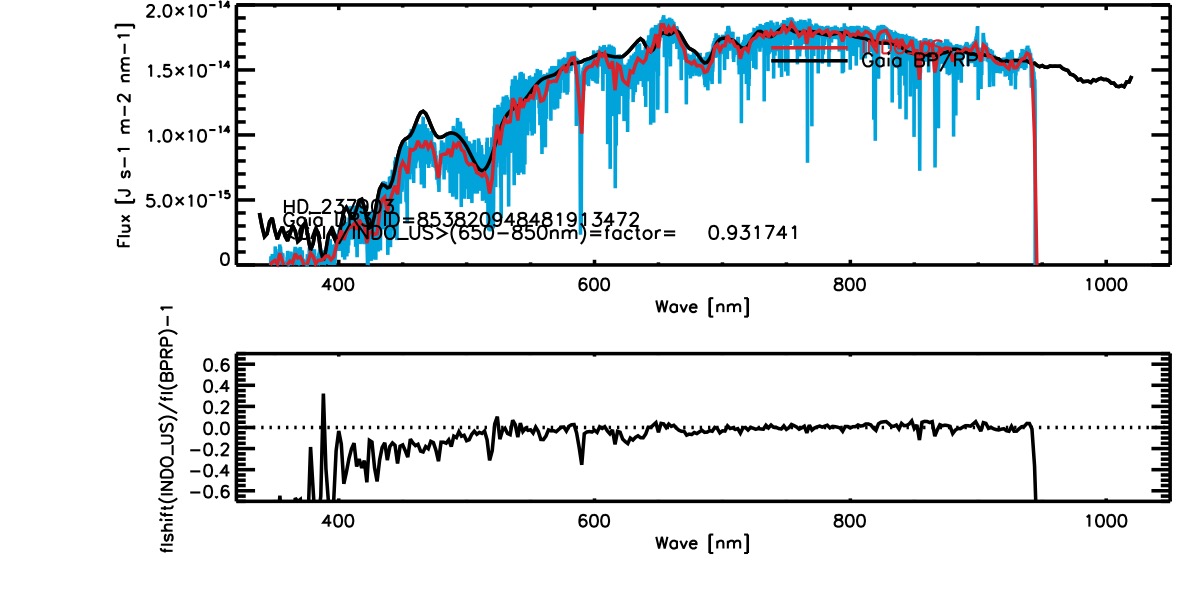 2.0×10⁻¹⁴
1.5×10⁻¹⁴
1.0×10⁻¹⁴
5.0×10⁻¹⁵
0
Flux [J s−1 m−2 nm−1]
Gaia BP/RP
HD_237903
Gaia ID=853820948481913472
INDO_US>(650−850nm)=factor= 0.931741
400 600 800 1000
Wave [nm]
0.6
0.4
0.2
0.0
−0.2
−0.4
−0.6
flshift(INDO_US)/fl(BPRP)−1
400 600 800 1000
Wave [nm]